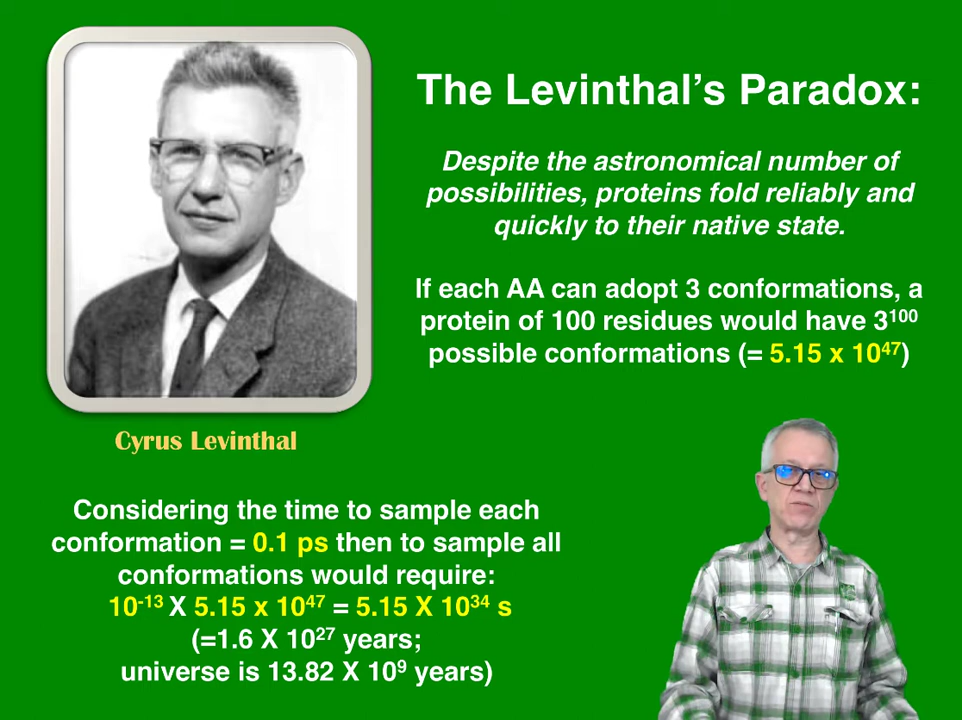 The Levinthal's Paradox:
Despite the astronomical number of
possibilities, proteins fold reliably and
quickly to their native state.
If each AA can adopt 3 conformations, a
protein of 100 residues would have 3¹⁰⁰
possible conformations (= 5.15 x 10⁴⁷)
Cyrus Levinthal
Considering the time to sample each
conformation = 0.1 ps then to sample all
conformations would require:
10⁻¹³ X 5.15 x 10⁴⁷ = 5.15 X 10³⁴ s
(=1.6 X 10²⁷ years;
universe is 13.82 X 10⁹ years)